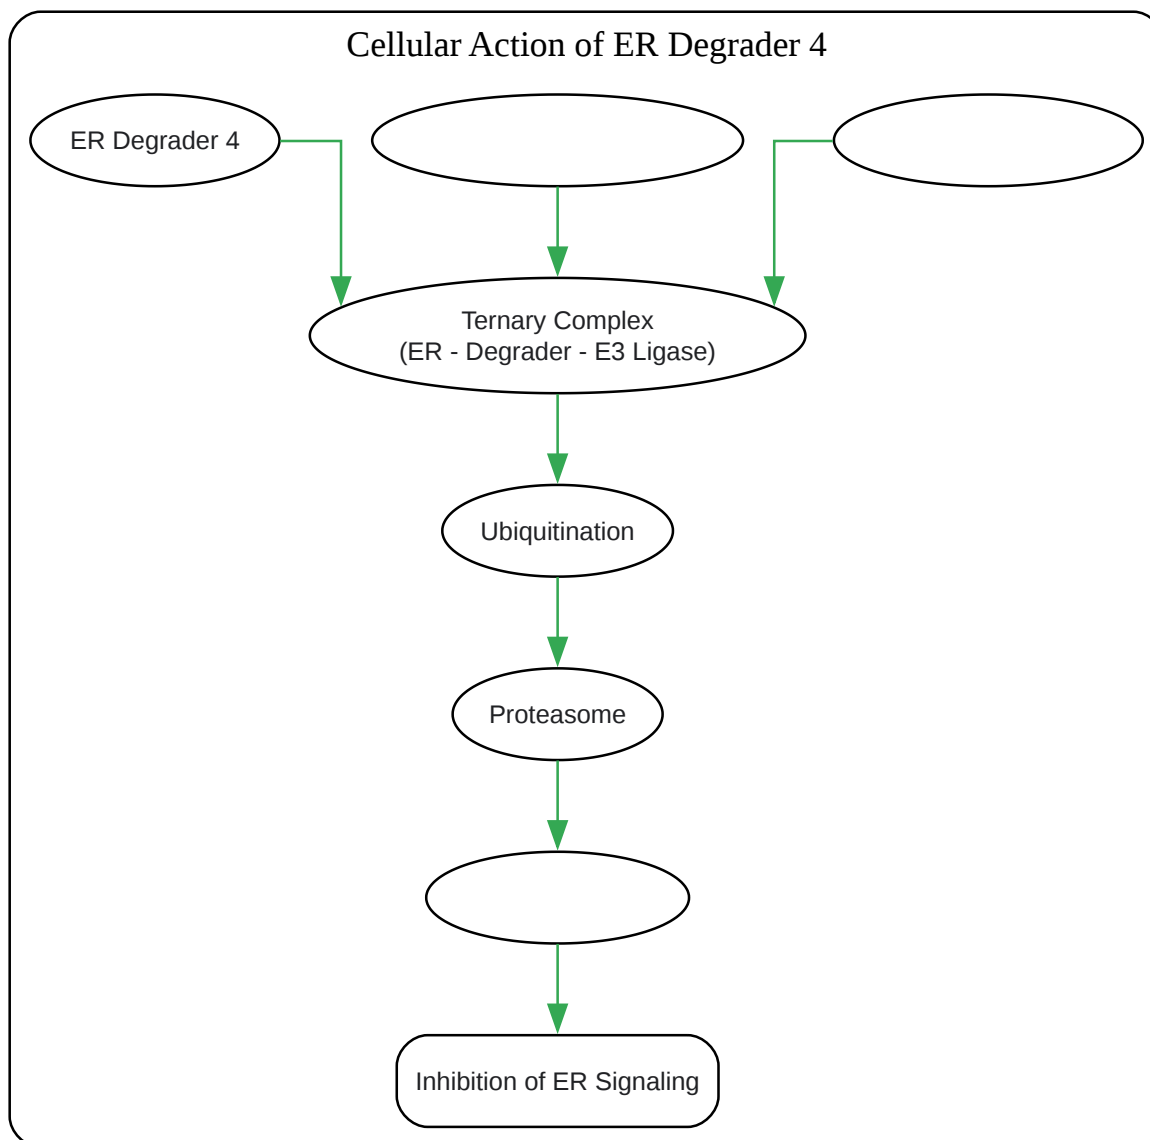 Cellular Action of ER Degrader 4
ER Degrader 4
Ternary Complex
(ER - Degrader - E3 Ligase)
Ubiquitination
Proteasome
Inhibition of ER Signaling